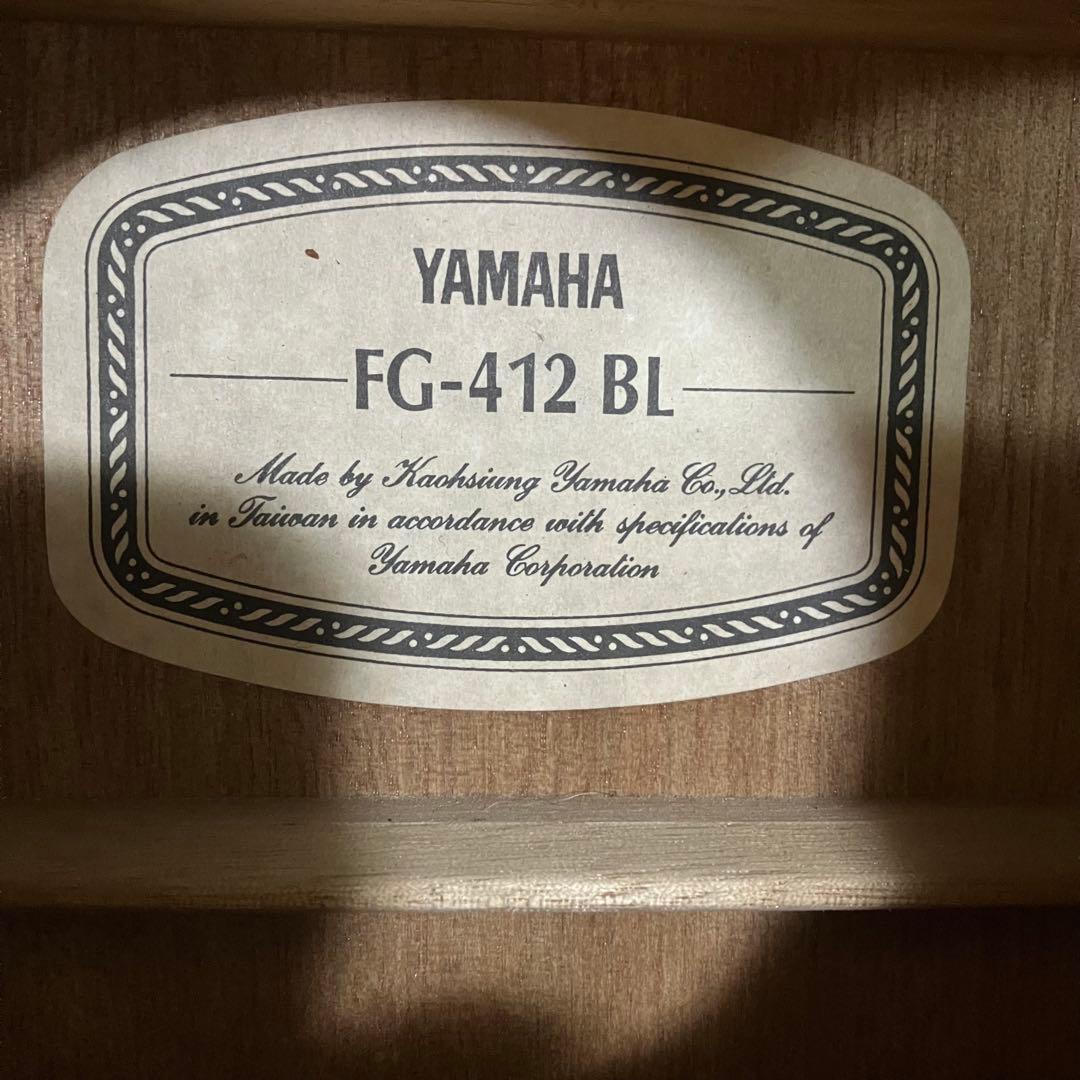 YAMAHA
FG-412 BL
Made by Kaohsiung Yamaha Co., Ltd.
in Taiwan in accordance with specifications of
Yamaha Corporation